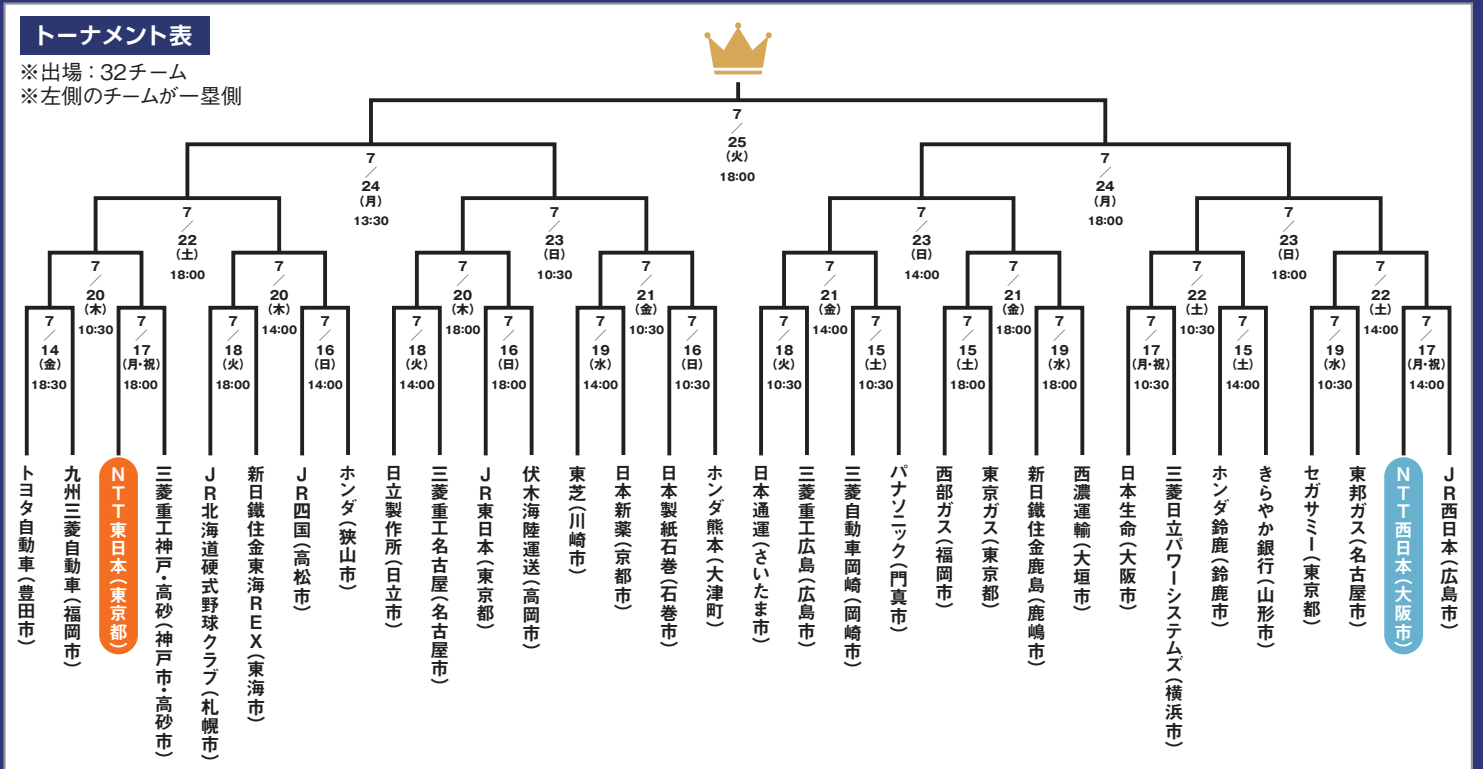 トーナメント表
※出場：32チーム
※左側のチームが一塁側
7／25（火）18:00
7／24（月）13:30
7／24（月）18:00
7／22（土）18:00
7／23（日）10:30
7／23（日）14:00
7／23（日）18:00
7／20（木）10:30
7／20（木）14:00
7／20（木）18:00
7／21（金）10:30
7／21（金）14:00
7／21（金）18:00
7／22（土）10:30
7／22（土）14:00
7／14（金）18:30
7／17（月・祝）18:00
7／18（火）18:00
7／16（日）14:00
7／18（火）14:00
7／16（日）18:00
7／19（水）14:00
7／16（日）10:30
7／18（火）10:30
7／15（土）10:30
7／15（土）18:00
7／19（水）18:00
7／17（月・祝）10:30
7／15（土）14:00
7／19（水）10:30
7／17（月・祝）14:00
トヨタ自動車（豊田市）
九州三菱自動車（福岡市）
NTT東日本（東京都）
三菱重工神戸・高砂（神戸市・高砂市）
JR北海道硬式野球クラブ（札幌市）
新日鐵住金東海REX（東海市）
JR四国（高松市）
ホンダ（狭山市）
日立製作所（日立市）
三菱重工名古屋（名古屋市）
JR東日本（東京都）
伏木海陸運送（高岡市）
東芝（川崎市）
日本新薬（京都市）
日本製紙石巻（石巻市）
ホンダ熊本（大津町）
日本通運（さいたま市）
三菱重工広島（広島市）
三菱自動車岡崎（岡崎市）
パナソニック（門真市）
西部ガス（福岡市）
東京ガス（東京都）
新日鐵住金鹿島（鹿嶋市）
西濃運輸（大垣市）
日本生命（大阪市）
三菱日立パワーシステムズ（横浜市）
ホンダ鈴鹿（鈴鹿市）
きらやか銀行（山形市）
セガサミー（東京都）
東邦ガス（名古屋市）
NTT西日本（大阪市）
JR西日本（広島市）